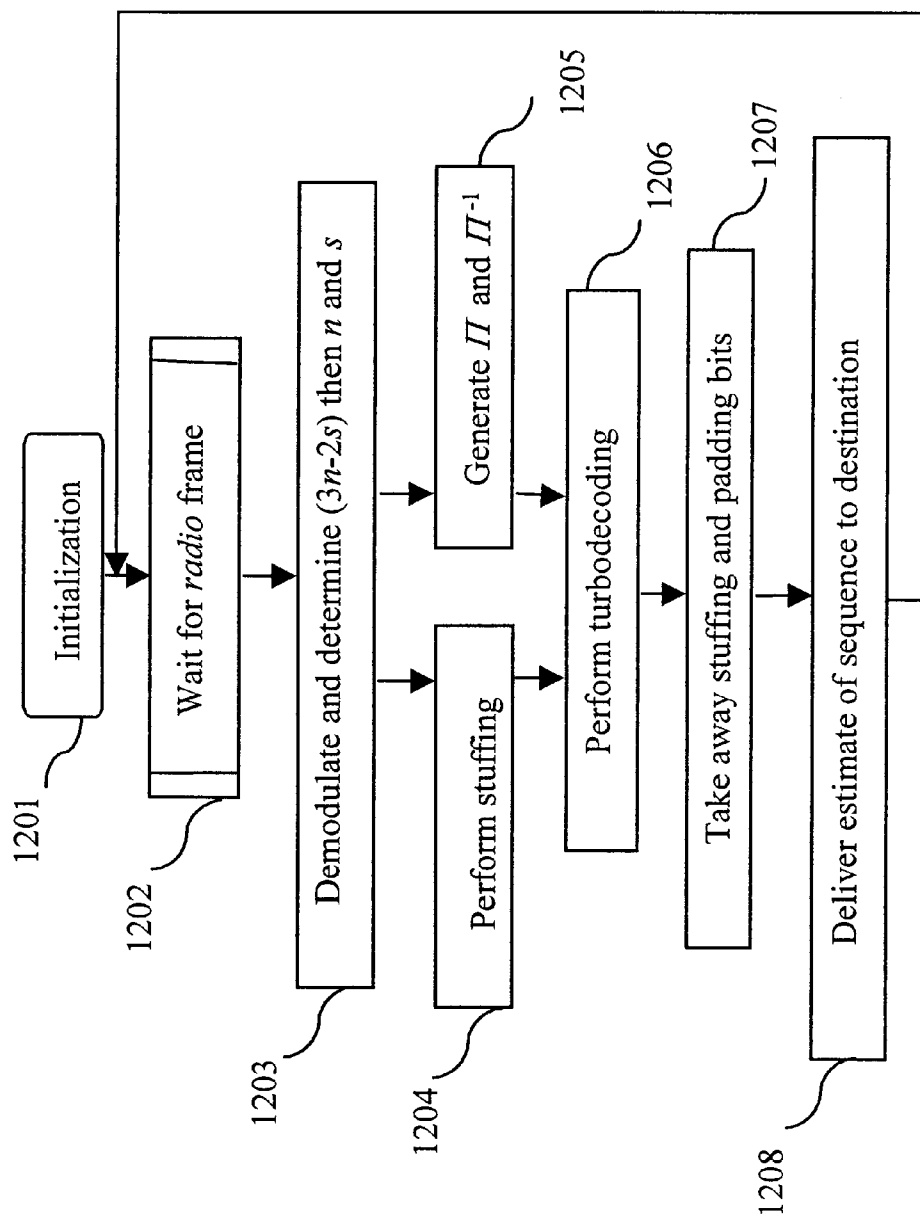 Initialization
1201
Wait for radio frame
1202
Demodulate and determine (3n-2s) then n and s
1203
Perform stuffing
1204
Generate Π and Π⁻¹
1205
Perform turbodecoding
1206
Take away stuffing and padding bits
1207
Deliver estimate of sequence to destination
1208